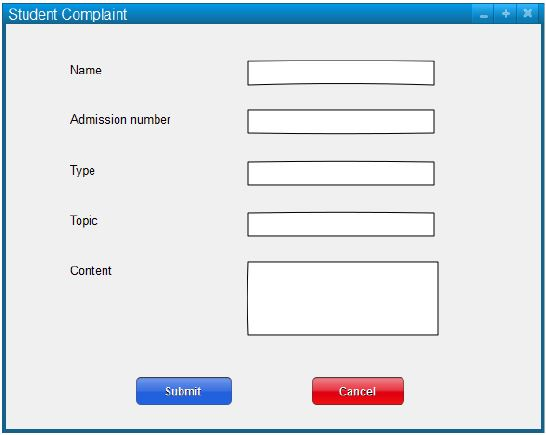 Student Complaint
Name
Admission number
Type
Topic
Content
Submit
Cancel